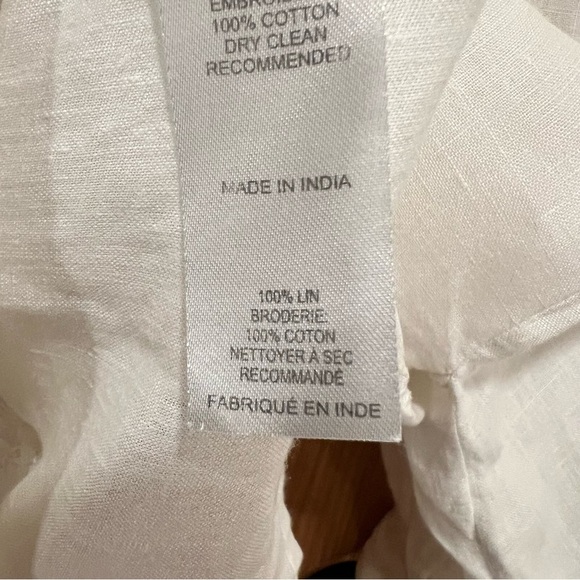 100% COTTON
DRY CLEAN
RECOMMENDED
MADE IN INDIA
100% LIN
BRODERIE:
100% COTON
NETTOYER À SEC
RECOMMANDÉ
FABRIQUÉ EN INDE